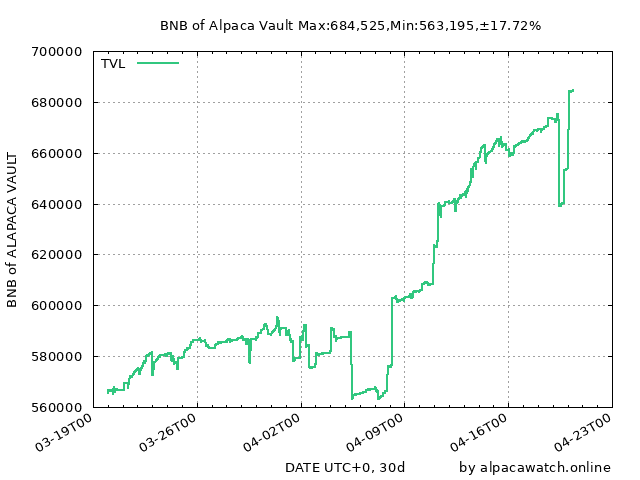 BNB of Alpaca Vault Max:684,525,Min:563,195,±17.72%
TVL
700000
680000
660000
640000
620000
600000
580000
560000
BNB of ALAPACA VAULT
03-19T00
03-26T00
04-02T00
04-09T00
04-16T00
04-23T00
DATE UTC+0, 30d
by alpacawatch.online